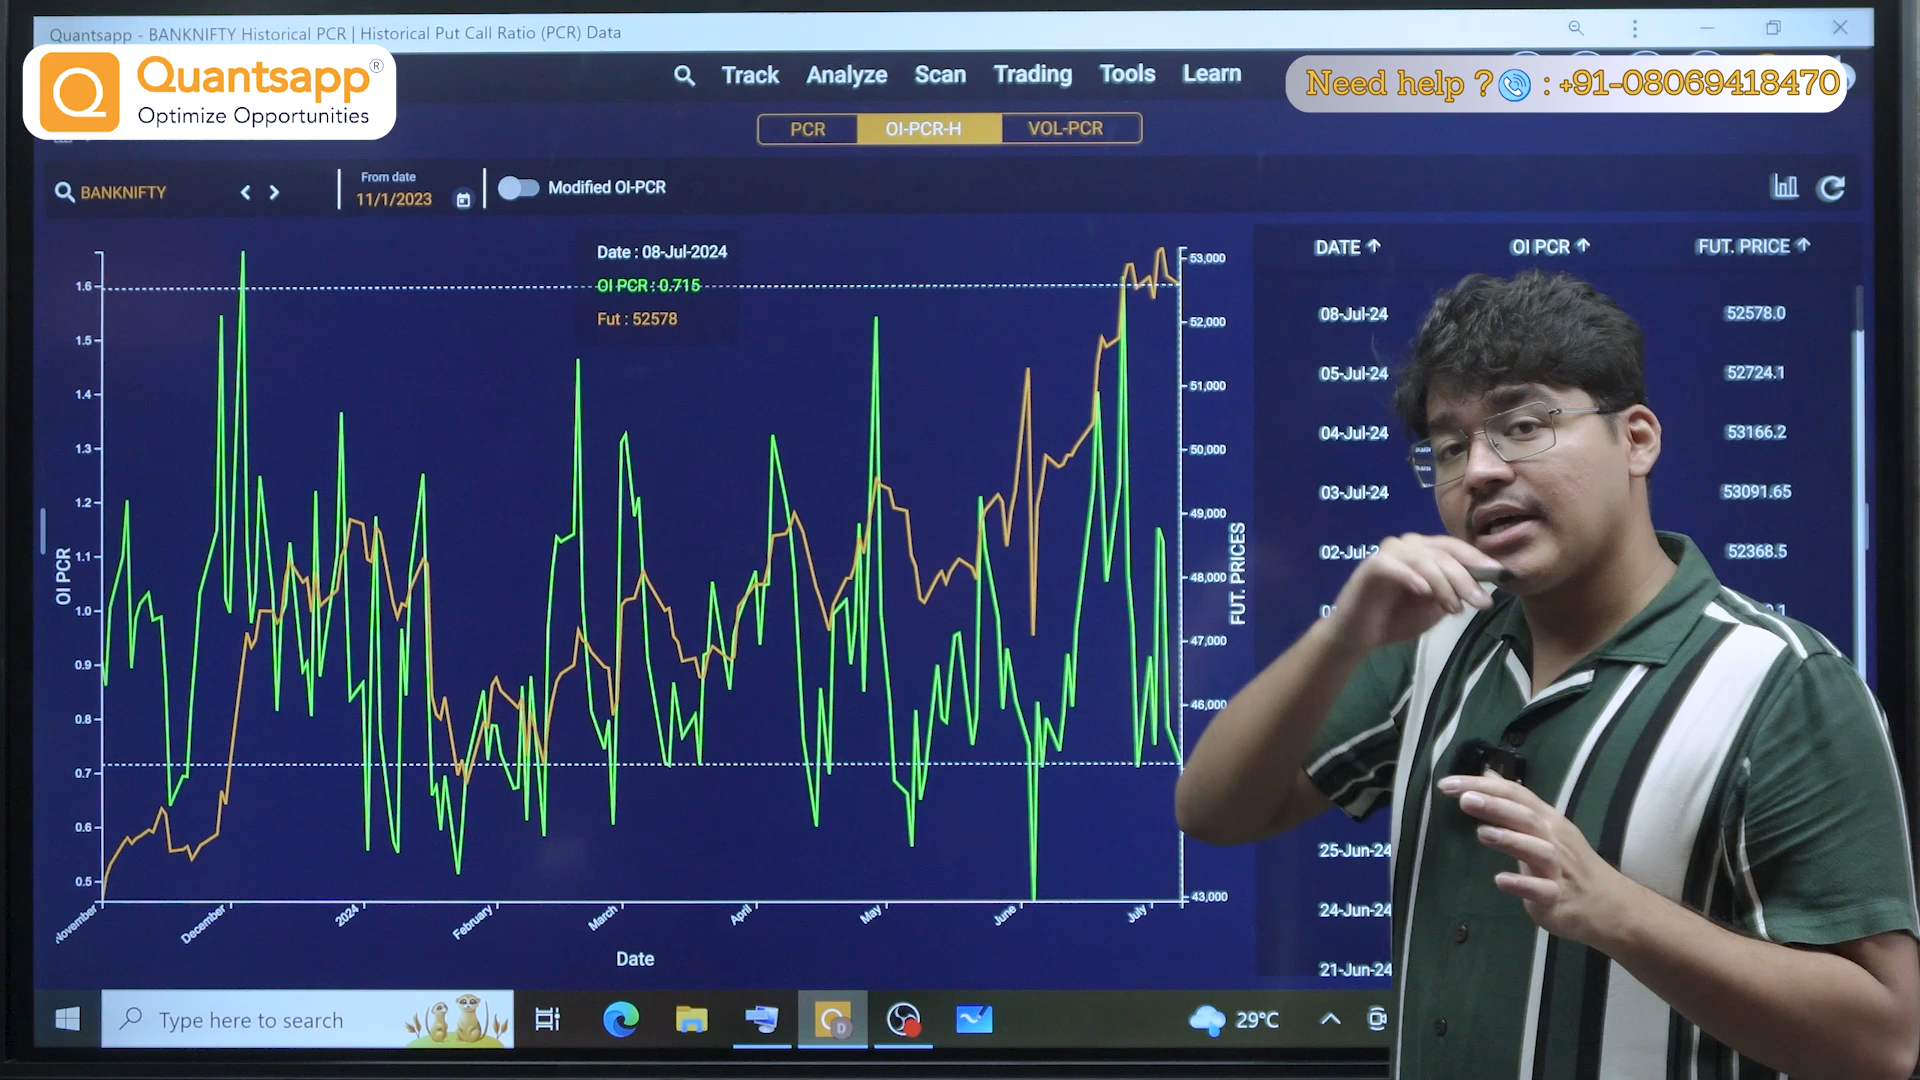 Quantsapp - BANKNIFTY Historical PCR | Historical Put Call Ratio (PCR) Data
Quantsapp®
Optimize Opportunities
Track Analyze Scan Trading Tools Learn
Need help ? : +91-08069418470
PCR OI-PCR-H VOL-PCR
BANKNIFTY
From date
11/1/2023
Modified OI-PCR
Date : 08-Jul-2024
OI PCR : 0.715
Fut : 52578
1.6
1.5
1.4
1.3
1.2
1.1
1.0
0.9
0.8
0.7
0.6
0.5
OI PCR
53,000
52,000
51,000
50,000
49,000
48,000
47,000
46,000
43,000
FUT. PRICES
November
December
2024
February
March
April
May
June
July
Date
DATE OI PCR FUT. PRICE
08-Jul-24 52578.0
05-Jul-24 52724.1
04-Jul-24 53166.2
03-Jul-24 53091.65
02-Jul-2 52368.5
25-Jun-24
24-Jun-24
21-Jun-24
Type here to search
29°C